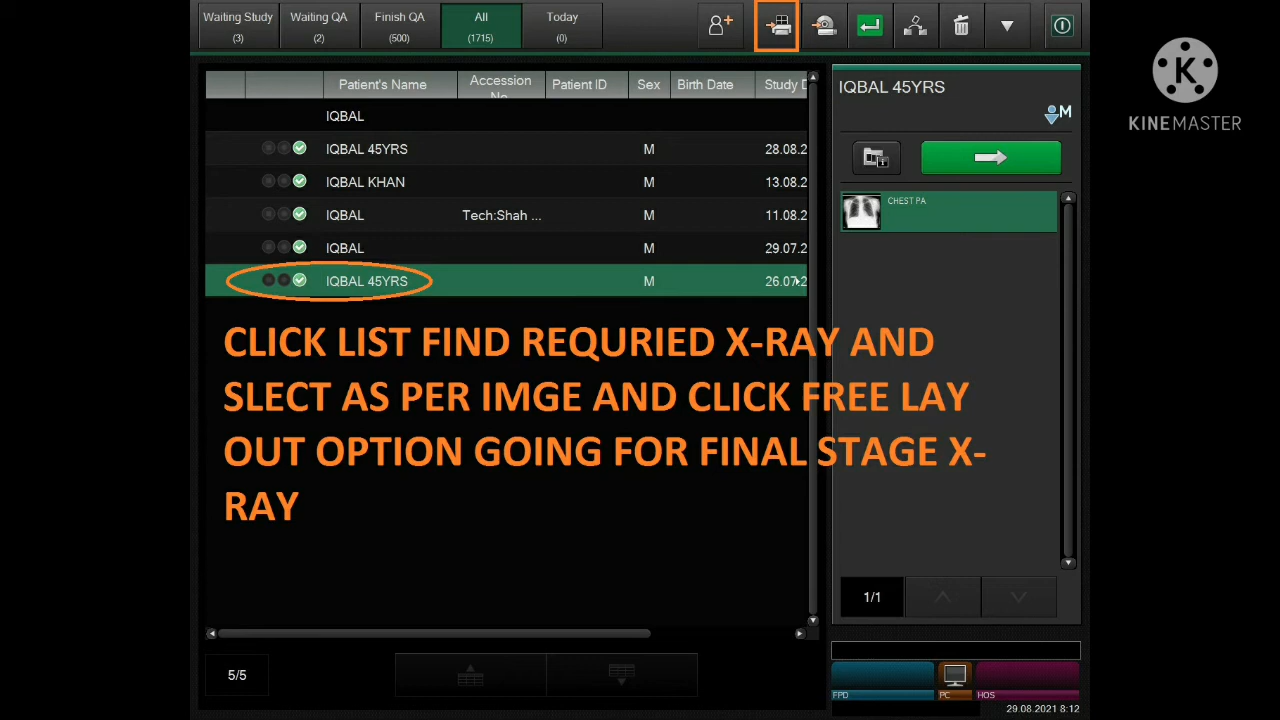 Waiting Study
(3)
Waiting QA
(2)
Finish QA
(500)
All
(1715)
Today
(0)
Patient's Name
Accession
No.
Patient ID
Sex
Birth Date
Study D
IQBAL
IQBAL 45YRS M 28.08.2
IQBAL KHAN M 13.08.2
IQBAL Tech:Shah ... M 11.08.2
IQBAL M 29.07.2
IQBAL 45YRS M 26.07.2
CLICK LIST FIND REQURIED X-RAY AND
SLECT AS PER IMGE AND CLICK FREE LAY
OUT OPTION GOING FOR FINAL STAGE X-
RAY
5/5
IQBAL 45YRS
M
CHEST PA
1/1
FPD
PC
HOS
29.08.2021 8:12
K
KINEMASTER